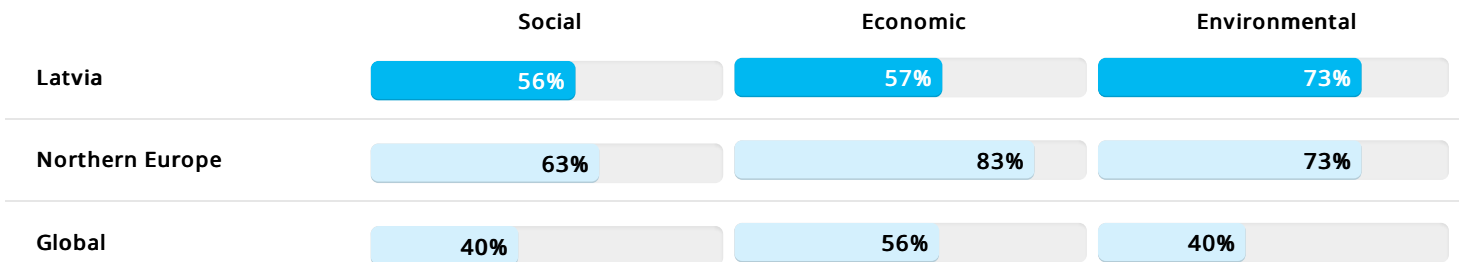 Social Economic Environmental
Latvia 56% 57% 73%
Northern Europe 63% 83% 73%
Global 40% 56% 40%